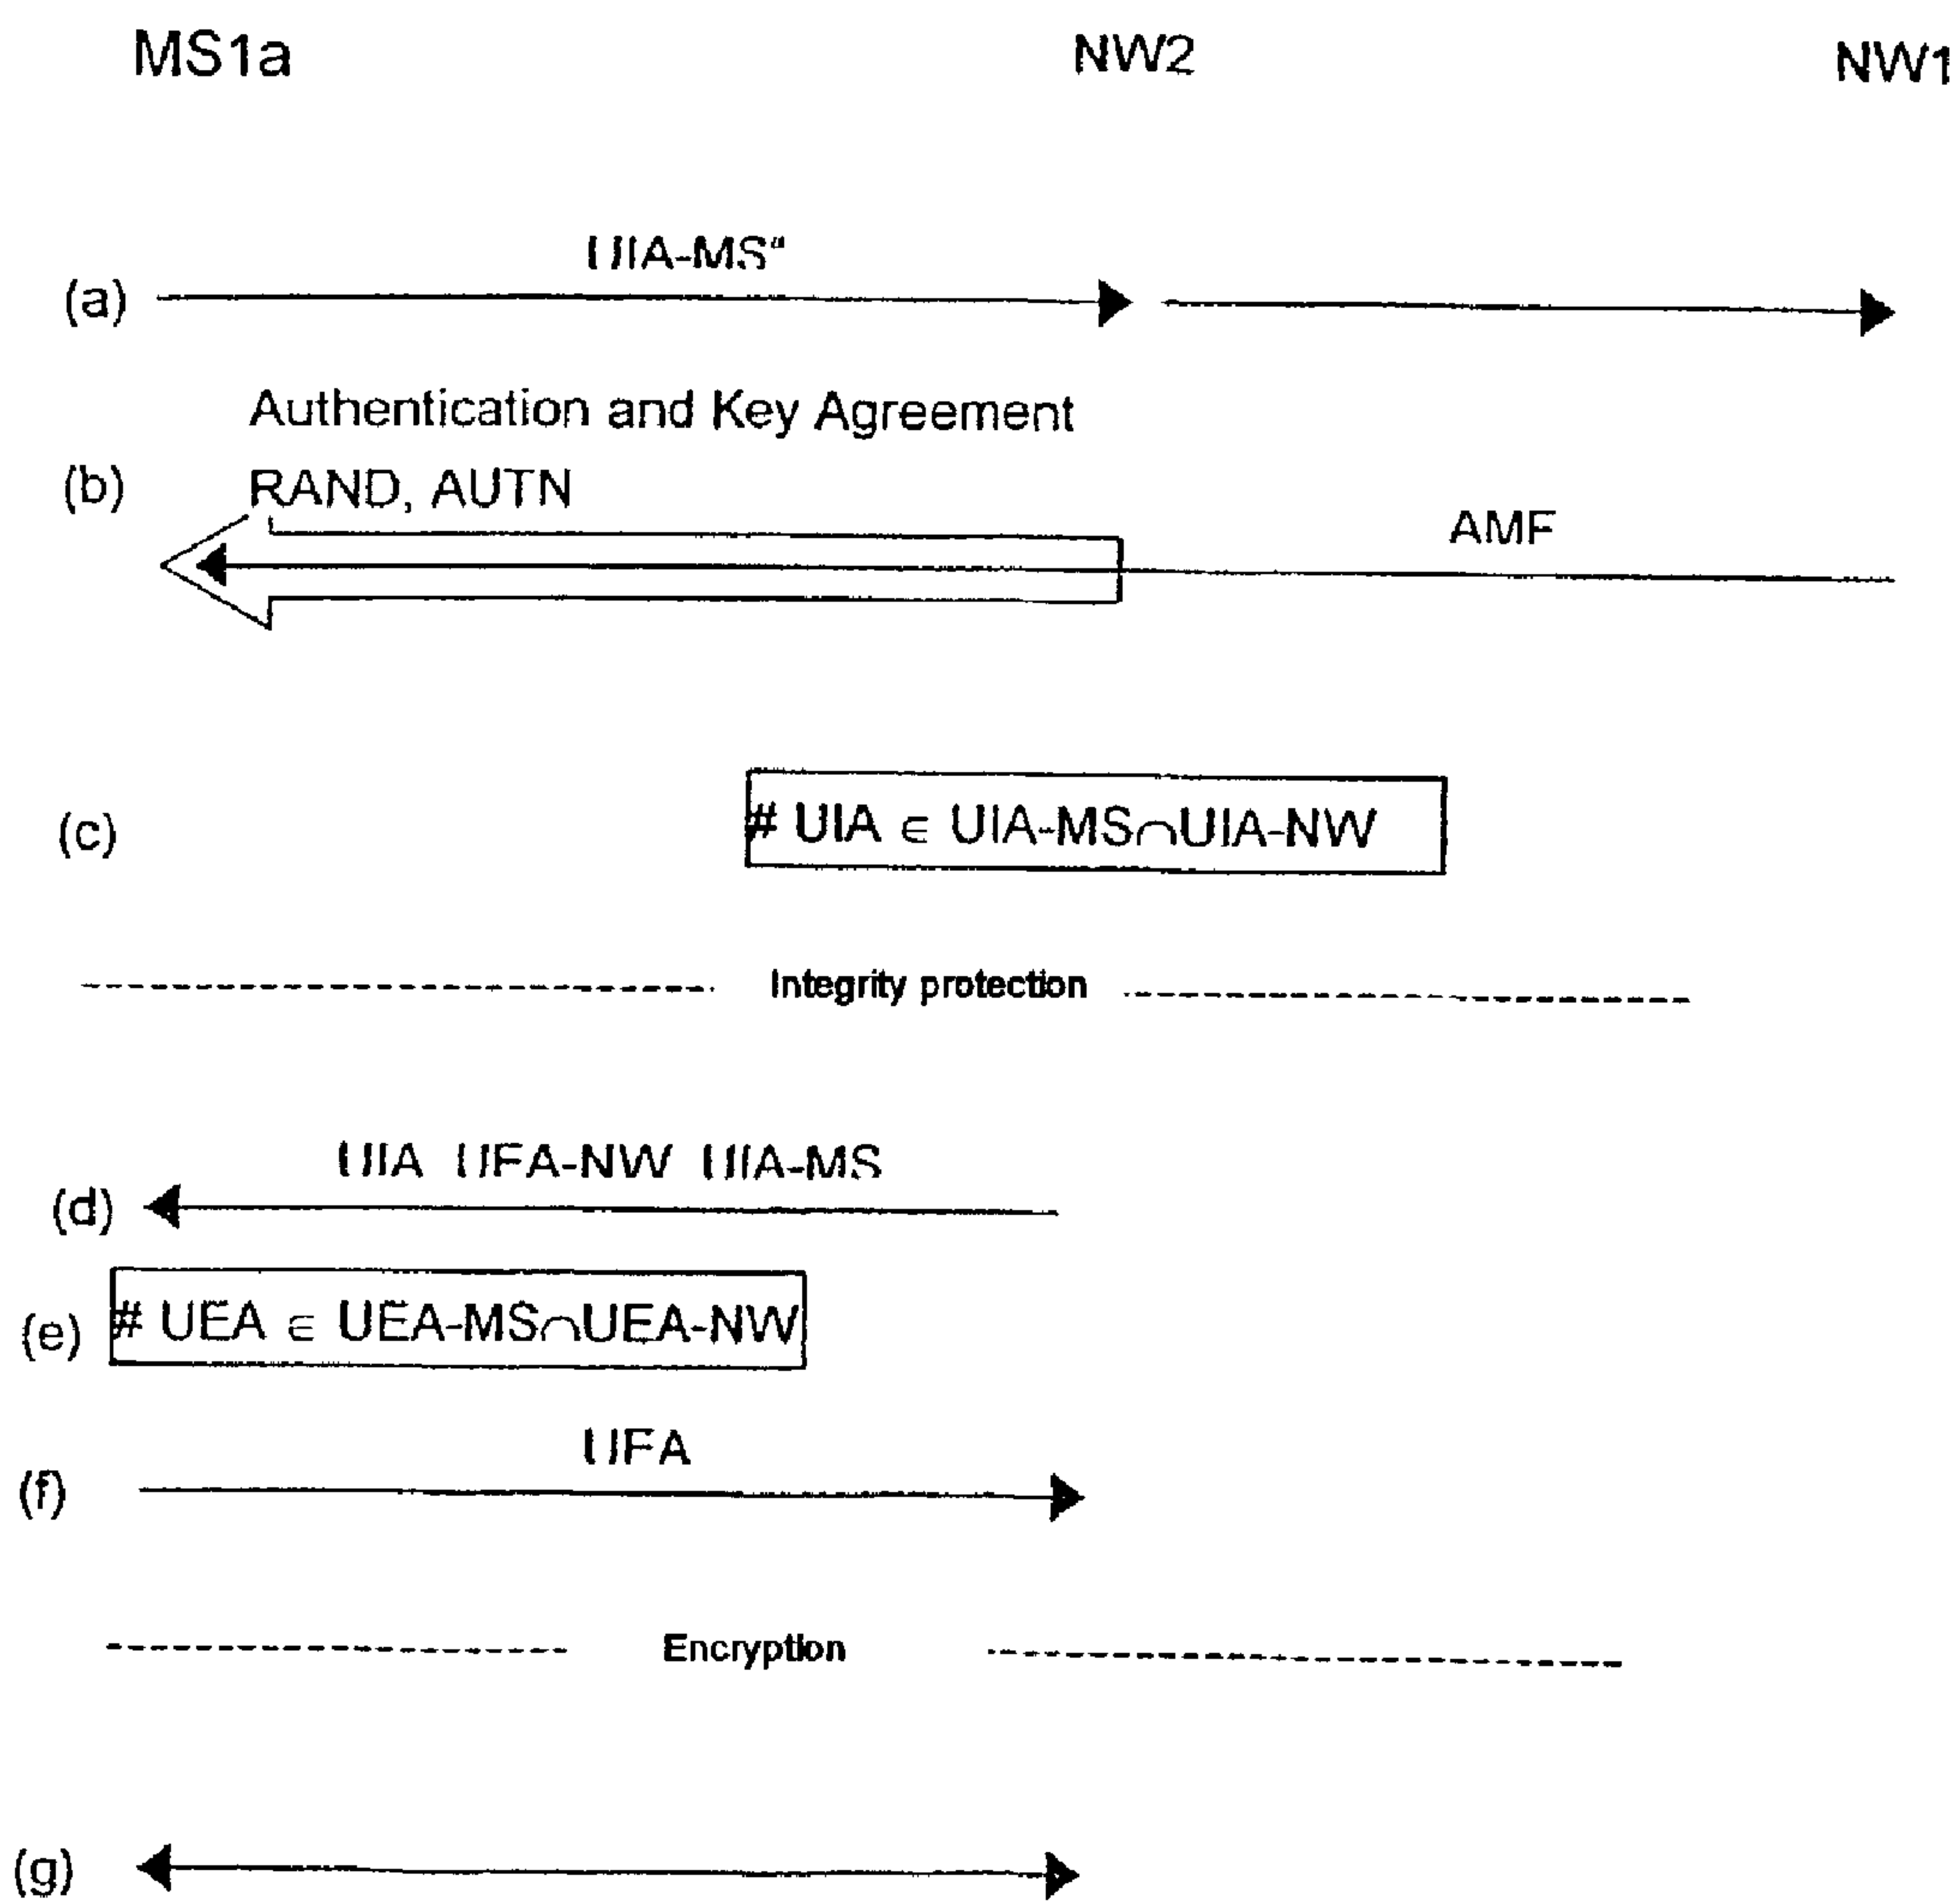 MS1a NW2 NW1
(a) UIA-MS"
Authentication and Key Agreement
(b) RAND, AUTN AMF
(c) # UIA ∈ UIA-MS∩UIA-NW
Integrity protection
(d) UIA UEA-NW UIA-MS
(e) # UEA ∈ UEA-MS∩UEA-NW
(f) UEA
Encryption
(g)